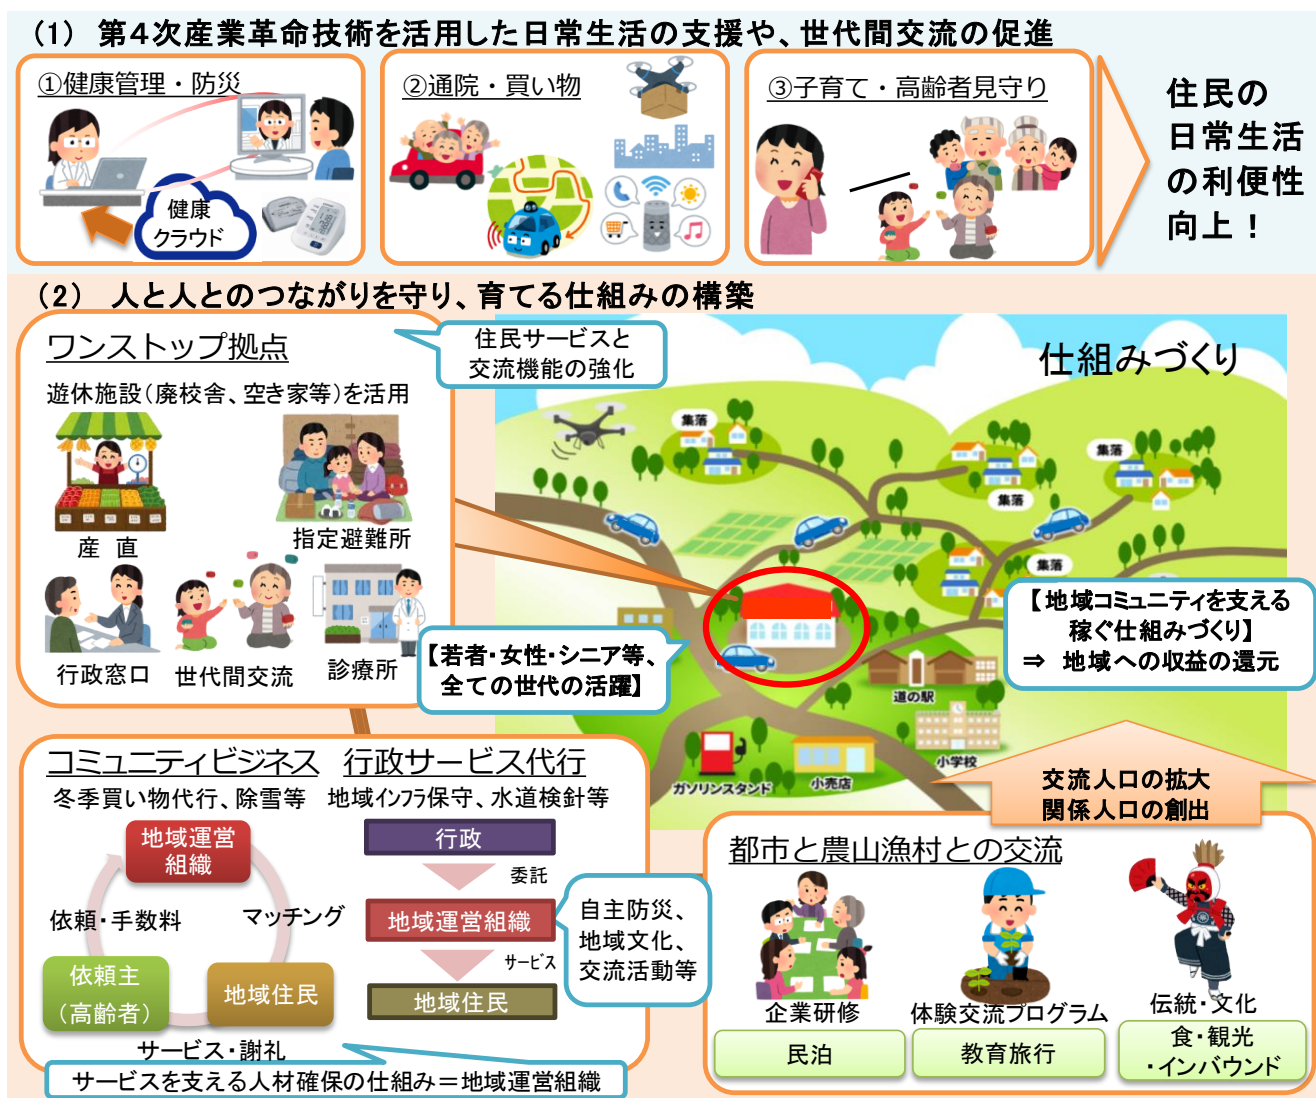 （１） 第４次産業革命技術を活用した日常生活の支援や、世代間交流の促進
①健康管理・防災
健康
クラウド
②通院・買い物
③子育て・高齢者見守り
住民の
日常生活
の利便性
向上！
（２） 人と人とのつながりを守り、育てる仕組みの構築
ワンストップ拠点
遊休施設（廃校舎、空き家等）を活用
産 直
指定避難所
行政窓口
世代間交流
診療所
住民サービスと
交流機能の強化
仕組みづくり
集落
集落
集落
集落
道の駅
小学校
小売店
ガソリンスタンド
【若者・女性・シニア等、
全ての世代の活躍】
【地域コミュニティを支える
稼ぐ仕組みづくり】
⇒ 地域への収益の還元
コミュニティビジネス
冬季買い物代行、除雪等
地域運営
組織
依頼・手数料
マッチング
依頼主
（高齢者）
地域住民
サービス・謝礼
行政サービス代行
地域ｲﾝﾌﾗ保守、水道検針等
行政
委託
地域運営組織
ｻｰﾋﾞｽ
地域住民
自主防災、
地域文化、
交流活動等
サービスを支える人材確保の仕組み＝地域運営組織
交流人口の拡大
関係人口の創出
都市と農山漁村との交流
企業研修
体験交流プログラム
伝統・文化
民泊
教育旅行
食・観光
・インバウンド